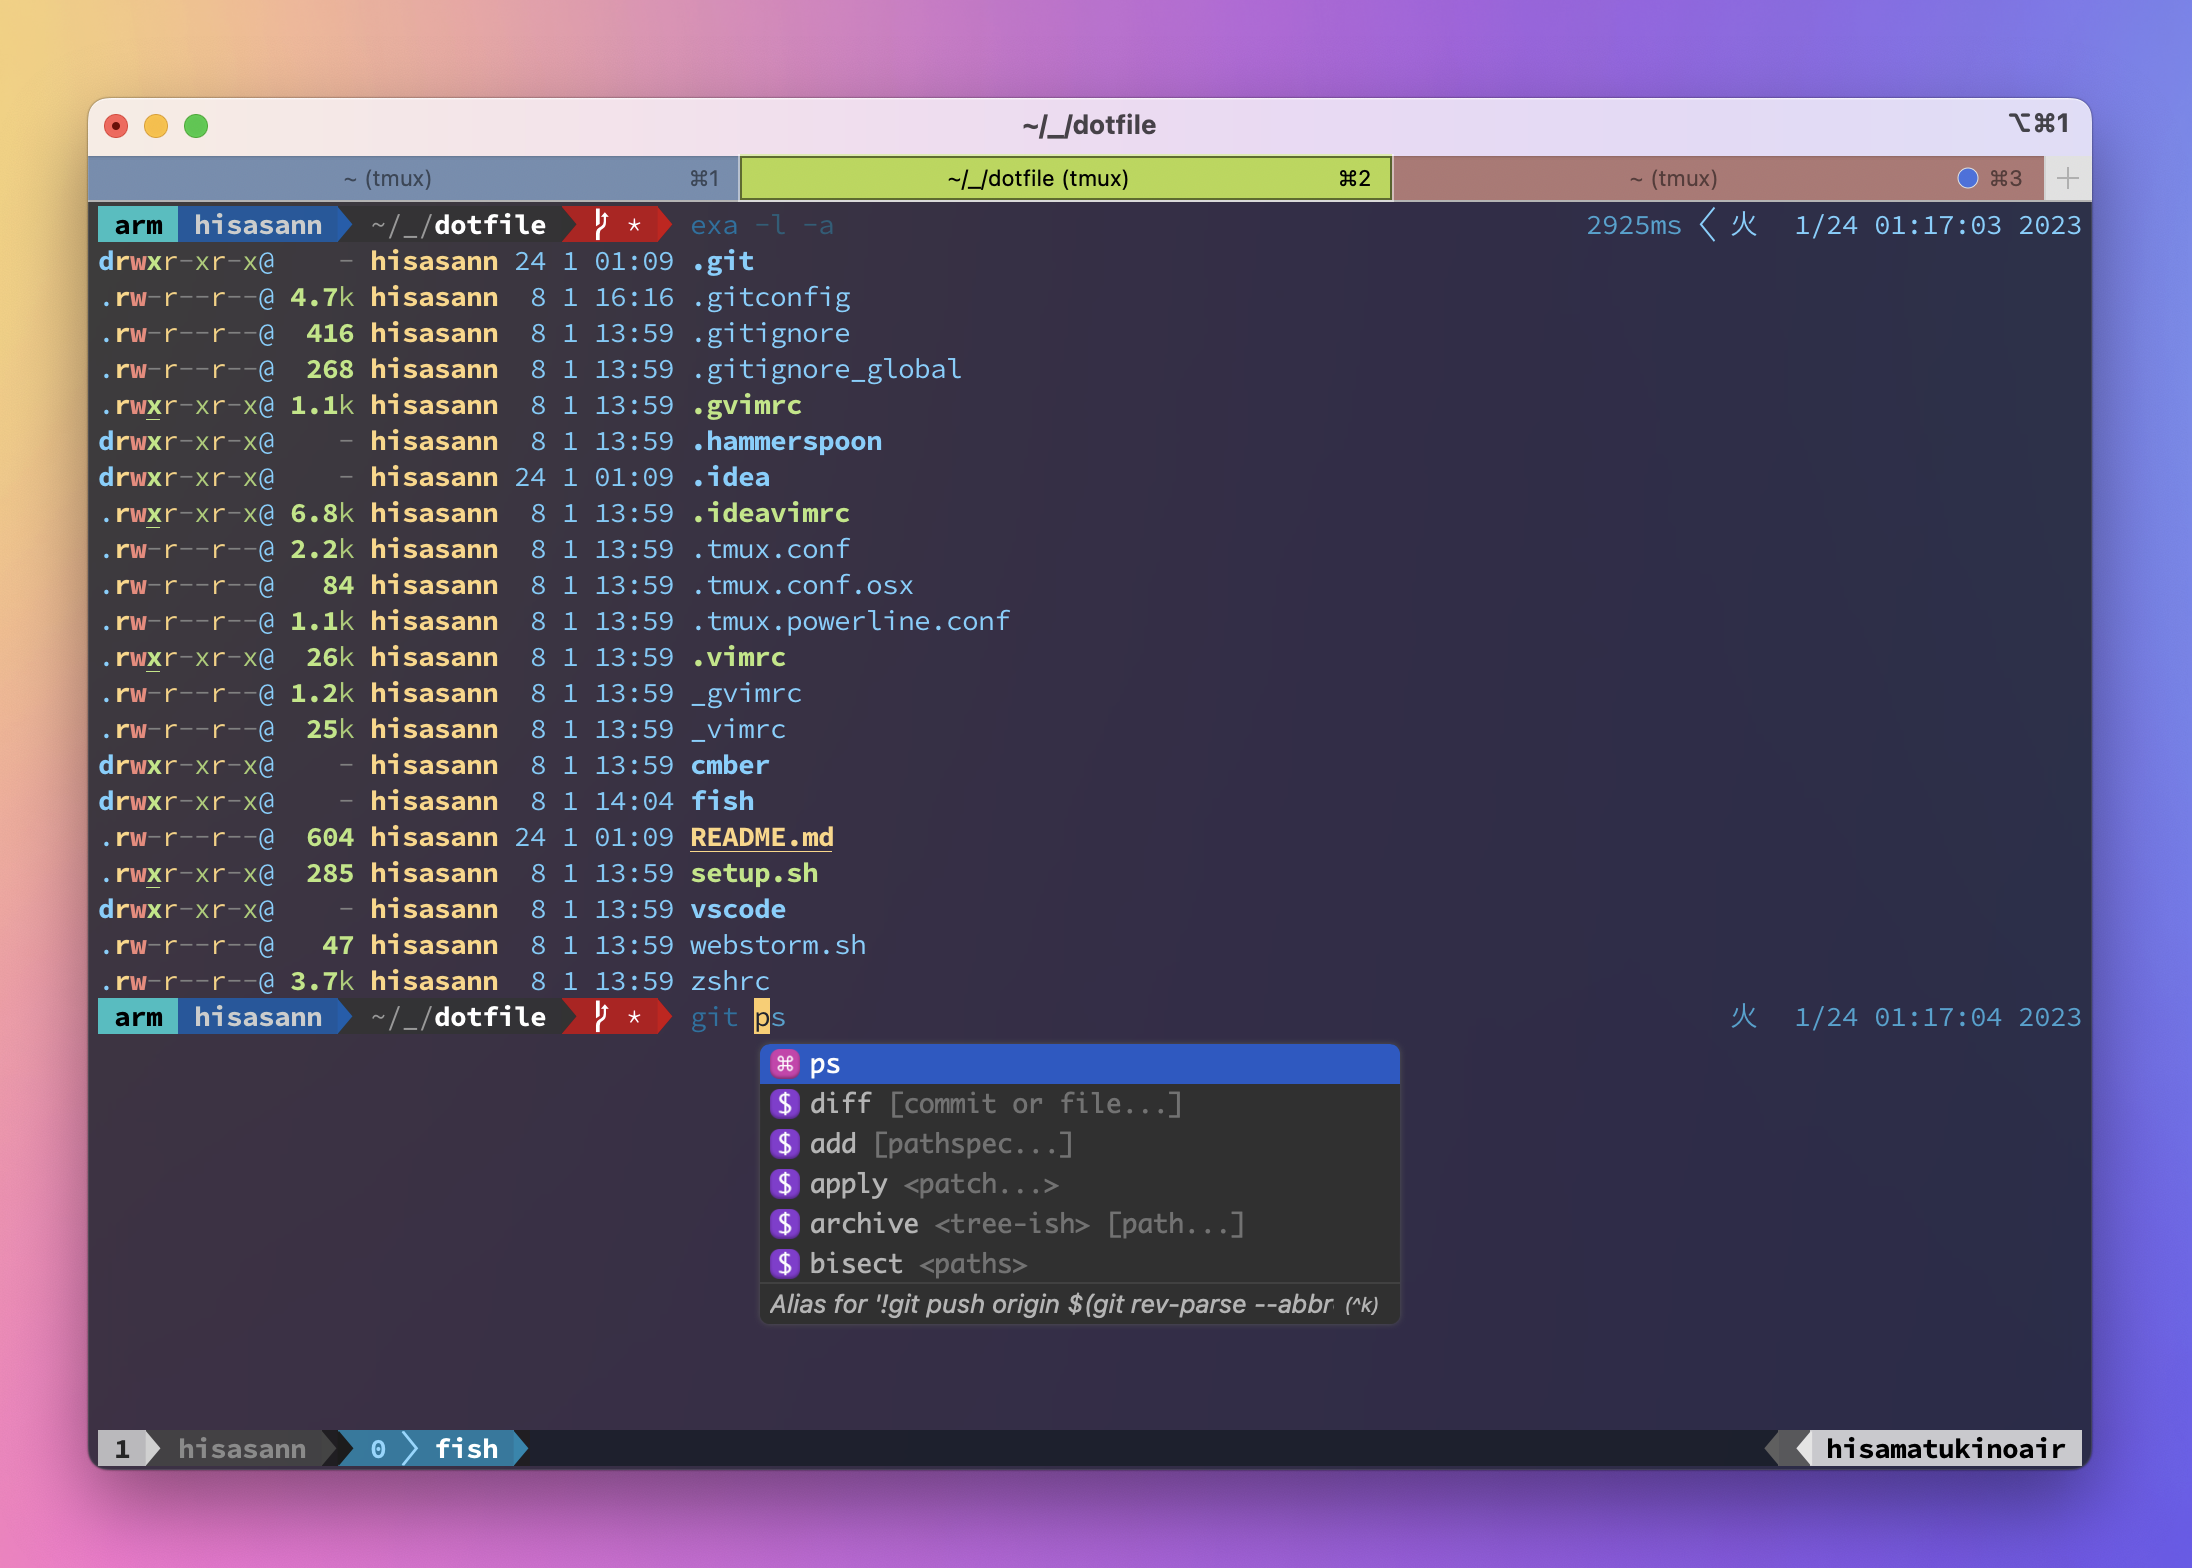 ~/_/dotfile ⌥⌘1
~ (tmux) ⌘1 ~/_/dotfile (tmux) ⌘2 ~ (tmux) ⌘3 +
arm hisasann ~/_/dotfile * exa -l -a 2925ms 火 1/24 01:17:03 2023
drwxr-xr-x@ - hisasann 24 1 01:09 .git
.rw-r--r--@ 4.7k hisasann 8 1 16:16 .gitconfig
.rw-r--r--@ 416 hisasann 8 1 13:59 .gitignore
.rw-r--r--@ 268 hisasann 8 1 13:59 .gitignore_global
.rwxr-xr-x@ 1.1k hisasann 8 1 13:59 .gvimrc
drwxr-xr-x@ - hisasann 8 1 13:59 .hammerspoon
drwxr-xr-x@ - hisasann 24 1 01:09 .idea
.rwxr-xr-x@ 6.8k hisasann 8 1 13:59 .ideavimrc
.rw-r--r--@ 2.2k hisasann 8 1 13:59 .tmux.conf
.rw-r--r--@ 84 hisasann 8 1 13:59 .tmux.conf.osx
.rw-r--r--@ 1.1k hisasann 8 1 13:59 .tmux.powerline.conf
.rwxr-xr-x@ 26k hisasann 8 1 13:59 .vimrc
.rw-r--r--@ 1.2k hisasann 8 1 13:59 _gvimrc
.rw-r--r--@ 25k hisasann 8 1 13:59 _vimrc
drwxr-xr-x@ - hisasann 8 1 13:59 cmber
drwxr-xr-x@ - hisasann 8 1 14:04 fish
.rw-r--r--@ 604 hisasann 24 1 01:09 README.md
.rwxr-xr-x@ 285 hisasann 8 1 13:59 setup.sh
drwxr-xr-x@ - hisasann 8 1 13:59 vscode
.rw-r--r--@ 47 hisasann 8 1 13:59 webstorm.sh
.rw-r--r--@ 3.7k hisasann 8 1 13:59 zshrc
arm hisasann ~/_/dotfile * git ps 火 1/24 01:17:04 2023
⌘ ps
$ diff [commit or file...]
$ add [pathspec...]
$ apply <patch...>
$ archive <tree-ish> [path...]
$ bisect <paths>
Alias for '!git push origin $(git rev-parse --abbr (^k)
1 hisasann 0 fish hisamatukinoair